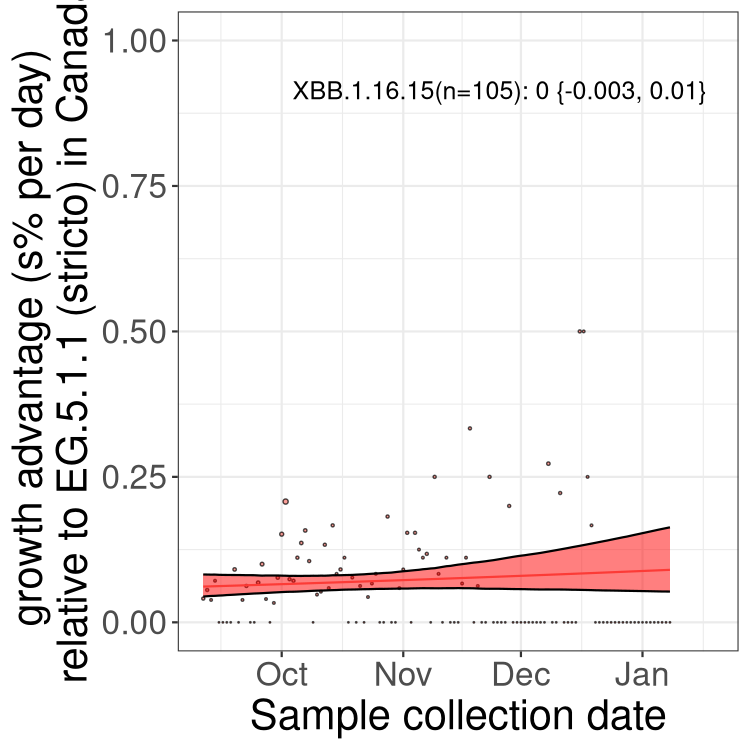 growth advantage (s% per day)
relative to EG.5.1.1 (stricto) in Canada
1.00
XBB.1.16.15(n=105): 0 {-0.003, 0.01}
0.75
0.50
0.25
0.00
Oct Nov Dec Jan
Sample collection date